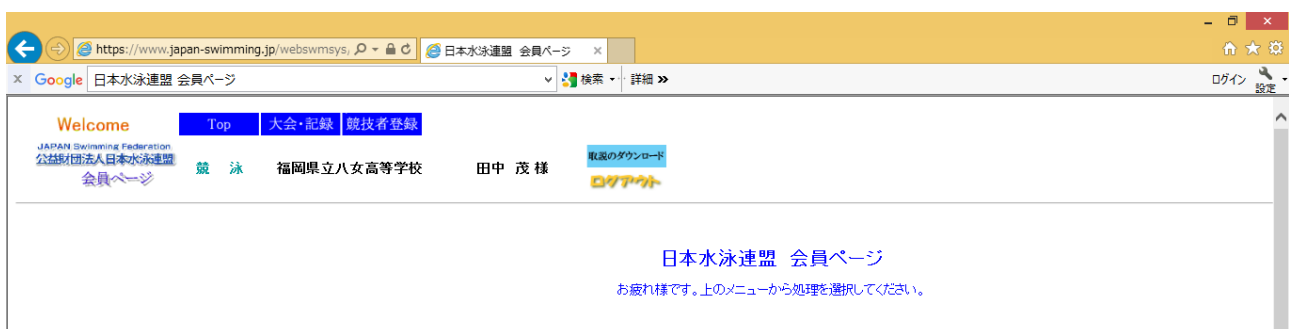 https://www.japan-swimming.jp/webswmsys/
日本水泳連盟 会員ページ
Google 日本水泳連盟 会員ページ 検索 詳細 ログイン 設定
Welcome Top 大会・記録 競技者登録
JAPAN Swimming Federation
公益財団法人日本水泳連盟
会員ページ
競 泳 福岡県立八女高等学校 田中 茂 様
取説のダウンロード
ログアウト
日本水泳連盟 会員ページ
お疲れ様です。上のメニューから処理を選択してください。